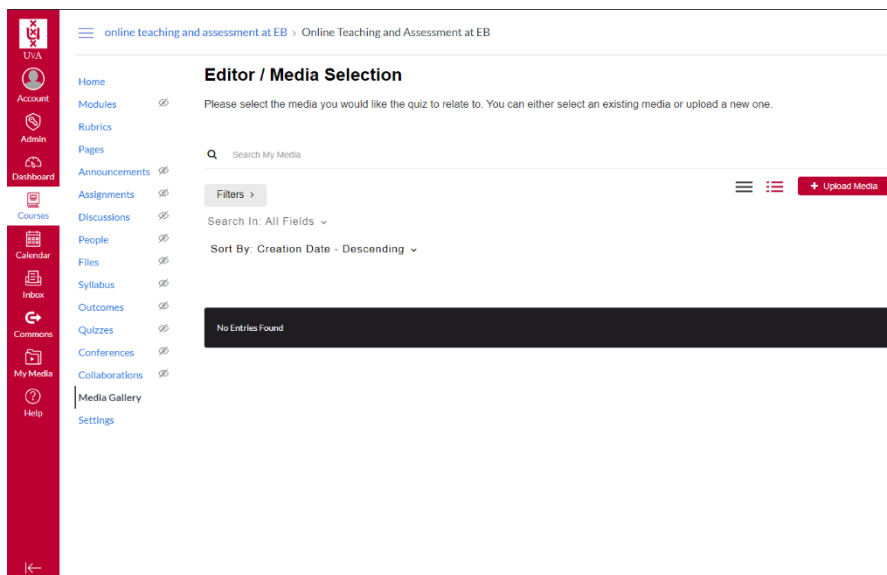 UvA
Account
Admin
Dashboard
Courses
Calendar
Inbox
Commons
My Media
Help
online teaching and assessment at EB › Online Teaching and Assessment at EB
Home
Modules
Rubrics
Pages
Announcements
Assignments
Discussions
People
Files
Syllabus
Outcomes
Quizzes
Conferences
Collaborations
Media Gallery
Settings
Editor / Media Selection
Please select the media you would like the quiz to relate to. You can either select an existing media or upload a new one.
Search My Media
Filters ›
+ Upload Media
Search In: All Fields
Sort By: Creation Date - Descending
No Entries Found